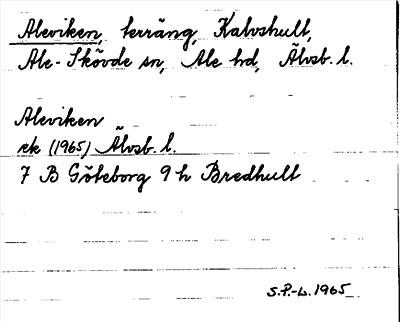 Aleviken, terräng, Kalvshult,
Ale-Skövde sn, Ale hd, Älvsb. l.
Aleviken
ek (1965) Älvsb. l.
7 B Göteborg 9 h Bredhult
S.P.-L. 1965